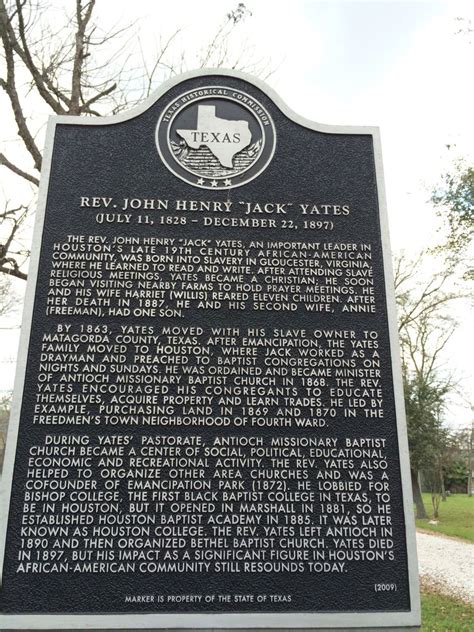 TEXAS HISTORICAL COMMISSION
TEXAS
REV. JOHN HENRY "JACK" YATES
(JULY 11, 1828 – DECEMBER 22, 1897)
THE REV. JOHN HENRY "JACK" YATES, AN IMPORTANT LEADER IN
HOUSTON'S LATE 19TH CENTURY AFRICAN-AMERICAN
COMMUNITY, WAS BORN INTO SLAVERY IN GLOUCESTER, VIRGINIA,
WHERE HE LEARNED TO READ AND WRITE. AFTER ATTENDING SLAVE
RELIGIOUS MEETINGS, YATES BECAME A CHRISTIAN; HE SOON
BEGAN VISITING NEARBY FARMS TO HOLD PRAYER MEETINGS. HE
AND HIS WIFE HARRIET (WILLIS) REARED ELEVEN CHILDREN. AFTER
HER DEATH IN 1887, HE AND HIS SECOND WIFE, ANNIE
(FREEMAN), HAD ONE SON.
BY 1863, YATES MOVED WITH HIS SLAVE OWNER TO
MATAGORDA COUNTY, TEXAS. AFTER EMANCIPATION, THE YATES
FAMILY MOVED TO HOUSTON, WHERE JACK WORKED AS A
DRAYMAN AND PREACHED TO BAPTIST CONGREGATIONS ON
NIGHTS AND SUNDAYS. HE WAS ORDAINED AND BECAME MINISTER
OF ANTIOCH MISSIONARY BAPTIST CHURCH IN 1868. THE REV.
YATES ENCOURAGED HIS CONGREGANTS TO EDUCATE
THEMSELVES, ACQUIRE PROPERTY AND LEARN TRADES. HE LED BY
EXAMPLE, PURCHASING LAND IN 1869 AND 1870 IN THE
FREEDMEN'S TOWN NEIGHBORHOOD OF FOURTH WARD.
DURING YATES' PASTORATE, ANTIOCH MISSIONARY BAPTIST
CHURCH BECAME A CENTER OF SOCIAL, POLITICAL, EDUCATIONAL,
ECONOMIC AND RECREATIONAL ACTIVITY. THE REV. YATES ALSO
HELPED TO ORGANIZE OTHER AREA CHURCHES AND WAS A
COFOUNDER OF EMANCIPATION PARK (1872). HE LOBBIED FOR
BISHOP COLLEGE, THE FIRST BLACK BAPTIST COLLEGE IN TEXAS, TO
BE IN HOUSTON, BUT IT OPENED IN MARSHALL IN 1881, SO HE
ESTABLISHED HOUSTON BAPTIST ACADEMY IN 1885. IT WAS LATER
KNOWN AS HOUSTON COLLEGE. THE REV. YATES LEFT ANTIOCH IN
1890 AND THEN ORGANIZED BETHEL BAPTIST CHURCH. YATES DIED
IN 1897, BUT HIS IMPACT AS A SIGNIFICANT FIGURE IN HOUSTON'S
AFRICAN-AMERICAN COMMUNITY STILL RESOUNDS TODAY.
(2009)
MARKER IS PROPERTY OF THE STATE OF TEXAS